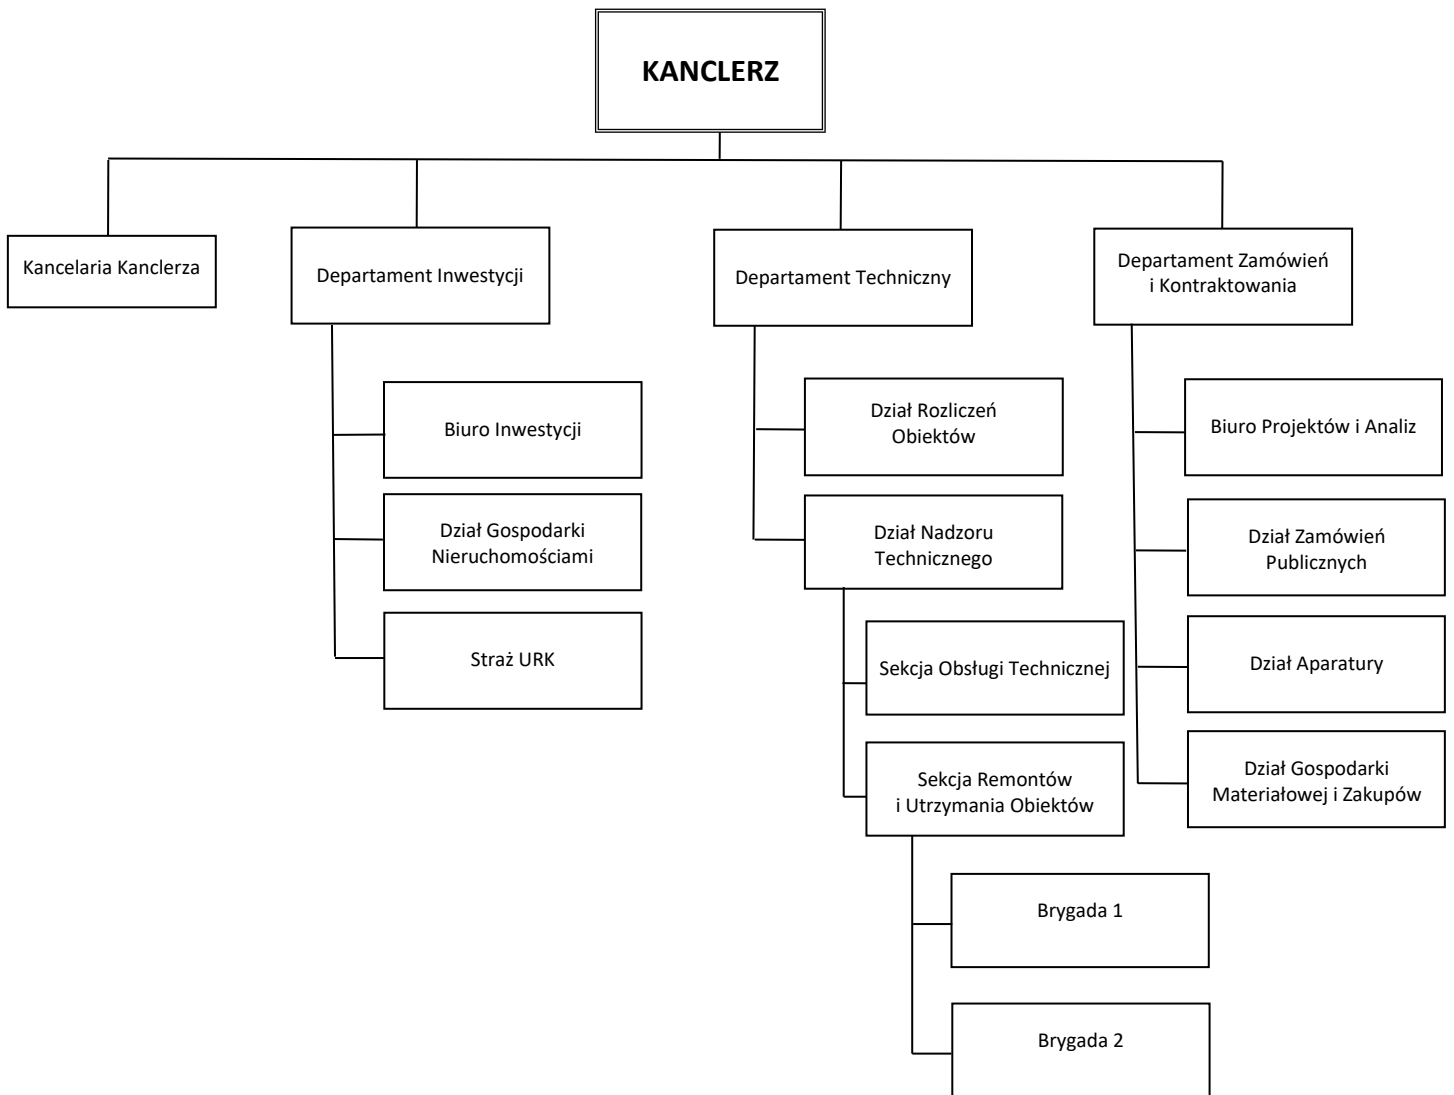 KANCLERZ
Kancelaria Kanclerza
Departament Inwestycji
Departament Techniczny
Departament Zamówień
i Kontraktowania
Biuro Inwestycji
Dział Gospodarki
Nieruchomościami
Straż URK
Dział Rozliczeń
Obiektów
Dział Nadzoru
Technicznego
Sekcja Obsługi Technicznej
Sekcja Remontów
i Utrzymania Obiektów
Brygada 1
Brygada 2
Biuro Projektów i Analiz
Dział Zamówień
Publicznych
Dział Aparatury
Dział Gospodarki
Materiałowej i Zakupów